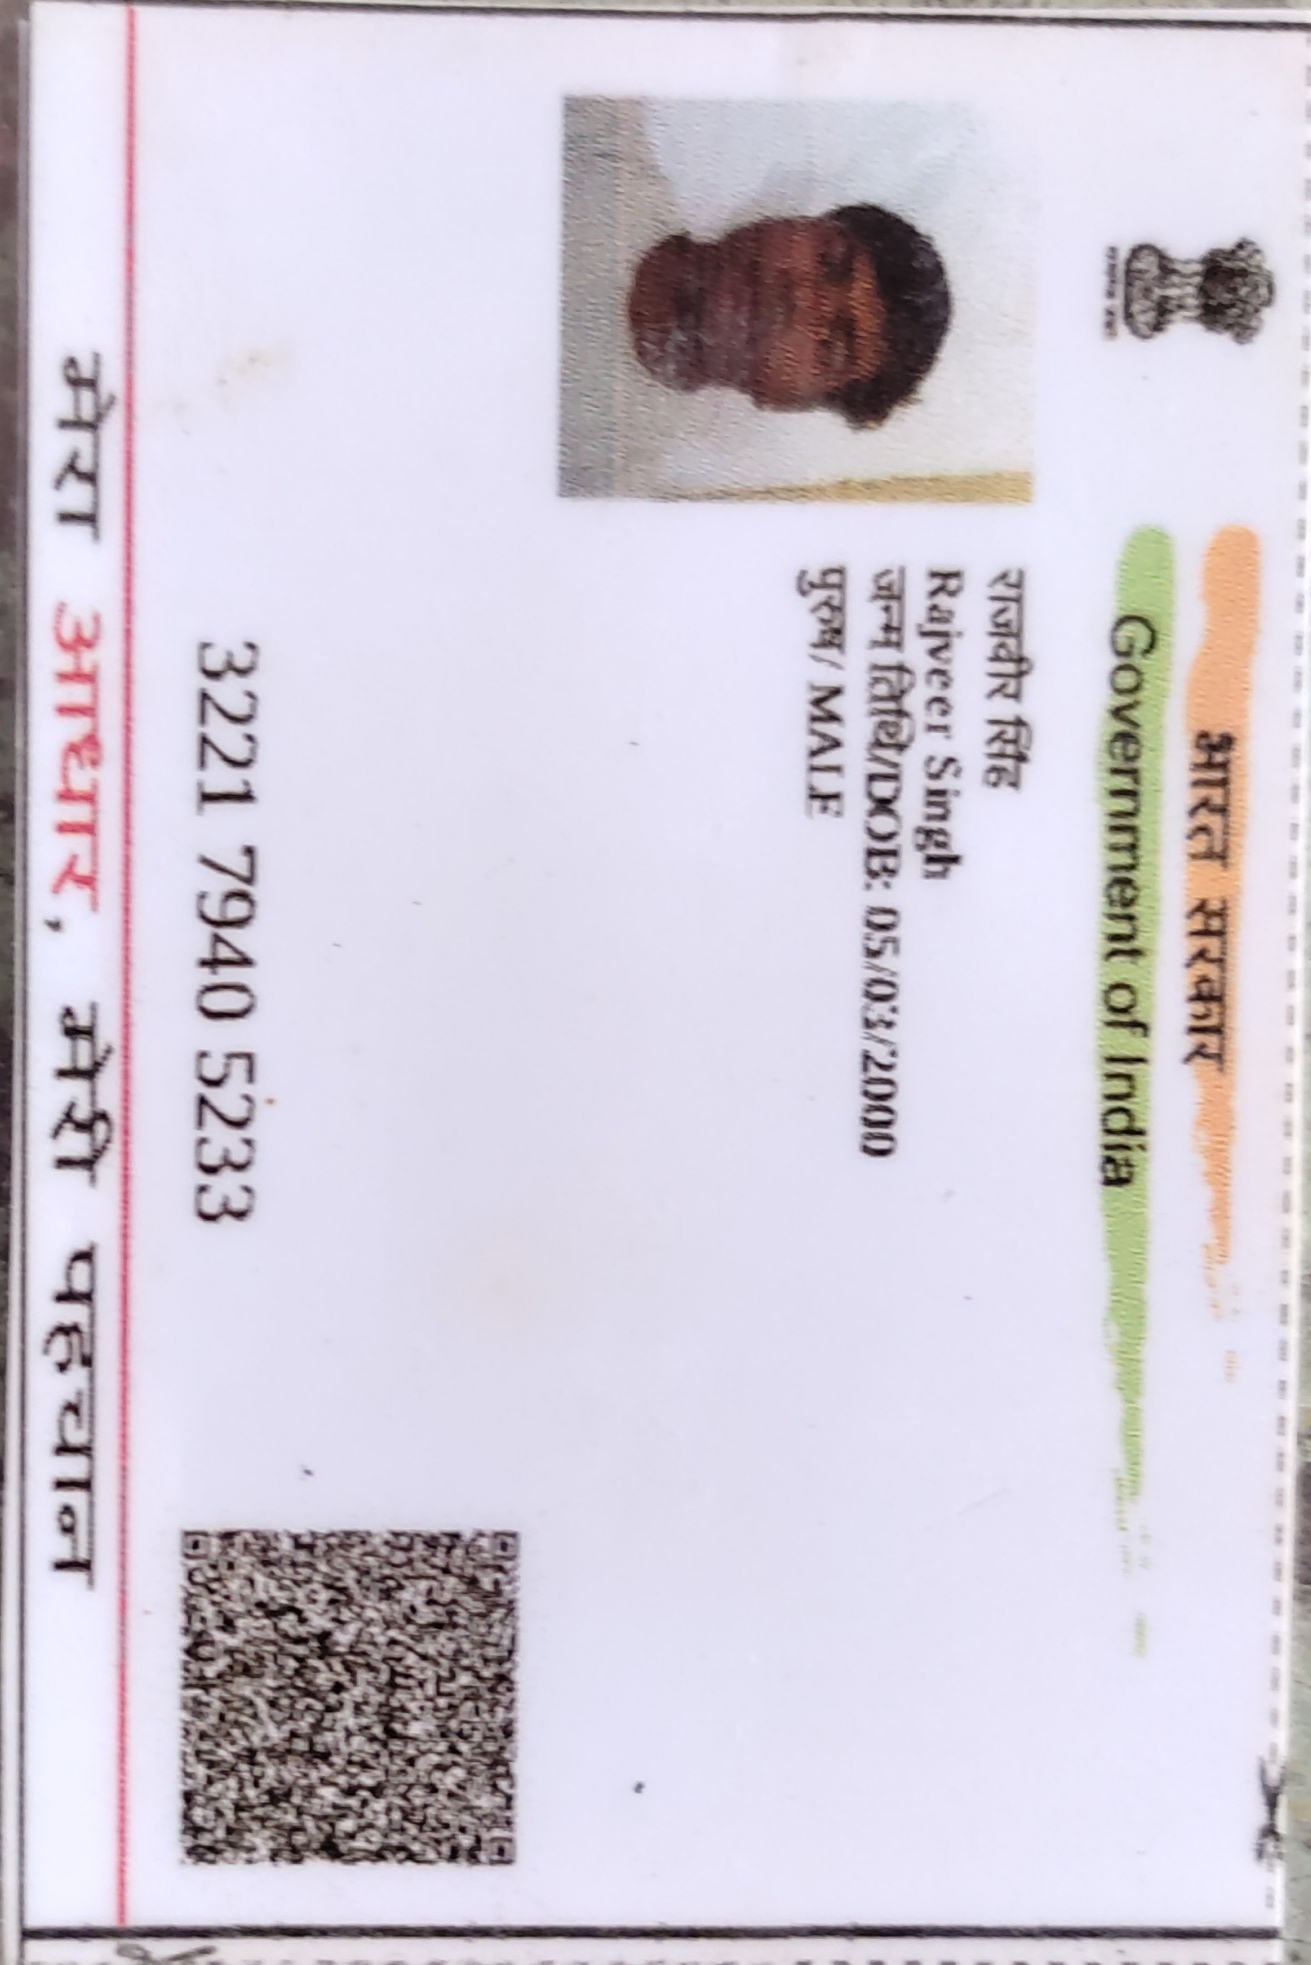 भारत सरकार
Government of India
राजवीर सिंह
Rajveer Singh
जन्म तिथि/DOB: 05/03/2000
पुरुष/ MALE
3221 7940 5233
मेरा आधार, मेरी पहचान